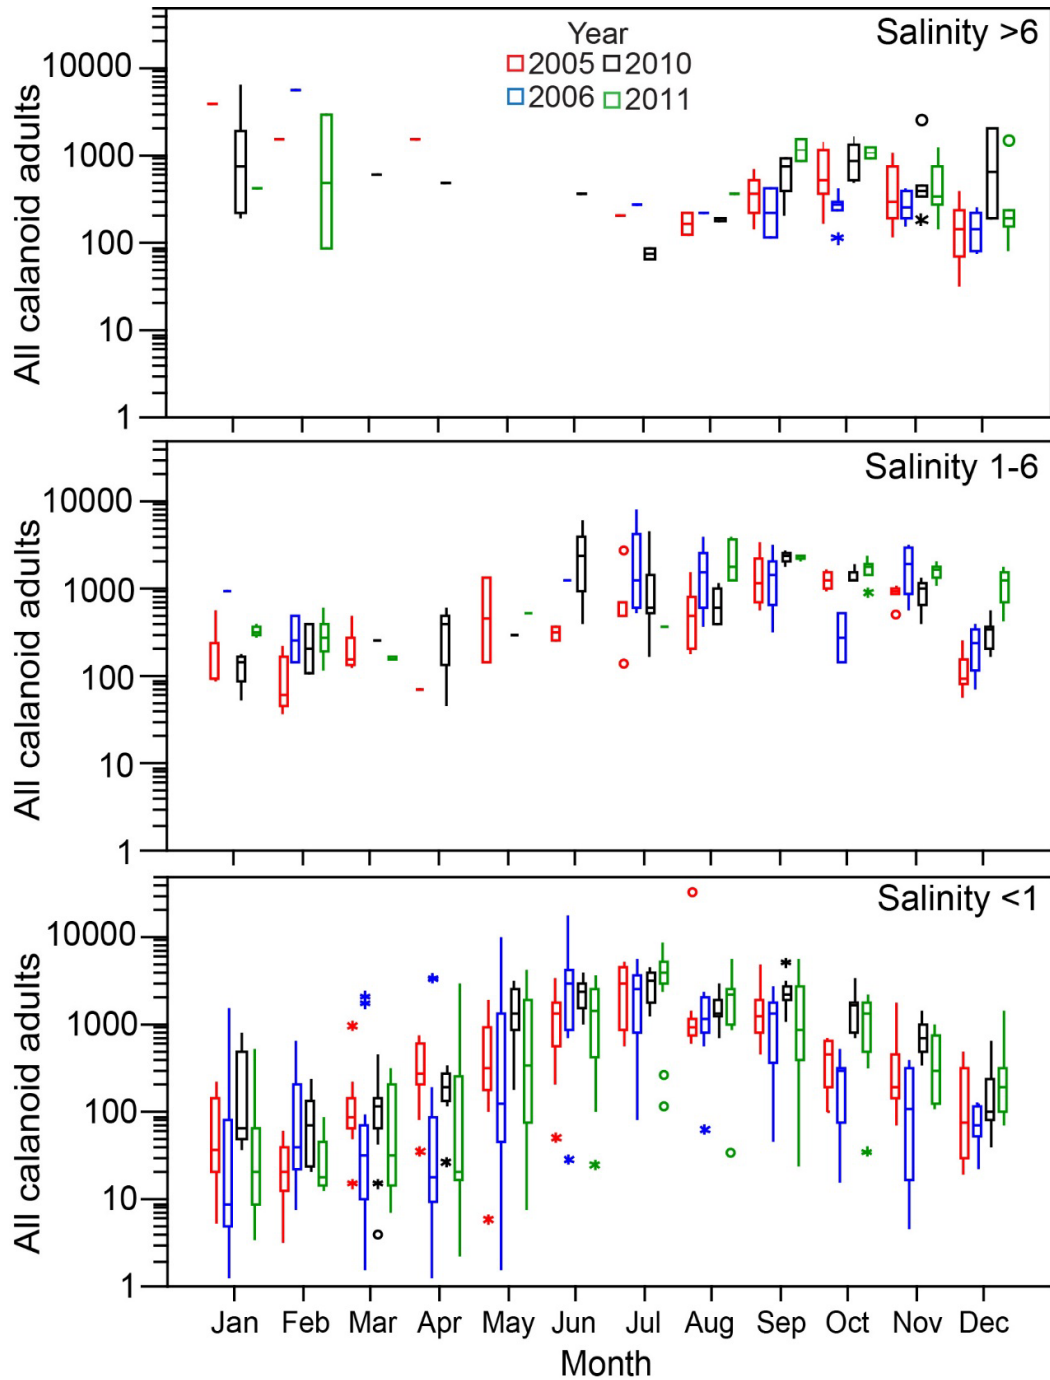 Salinity >6
Year
2005 2010
2006 2011
All calanoid adults
10000
1000
100
10
1
Salinity 1-6
All calanoid adults
10000
1000
100
10
1
Salinity <1
All calanoid adults
10000
1000
100
10
1
Jan Feb Mar Apr May Jun Jul Aug Sep Oct Nov Dec
Month